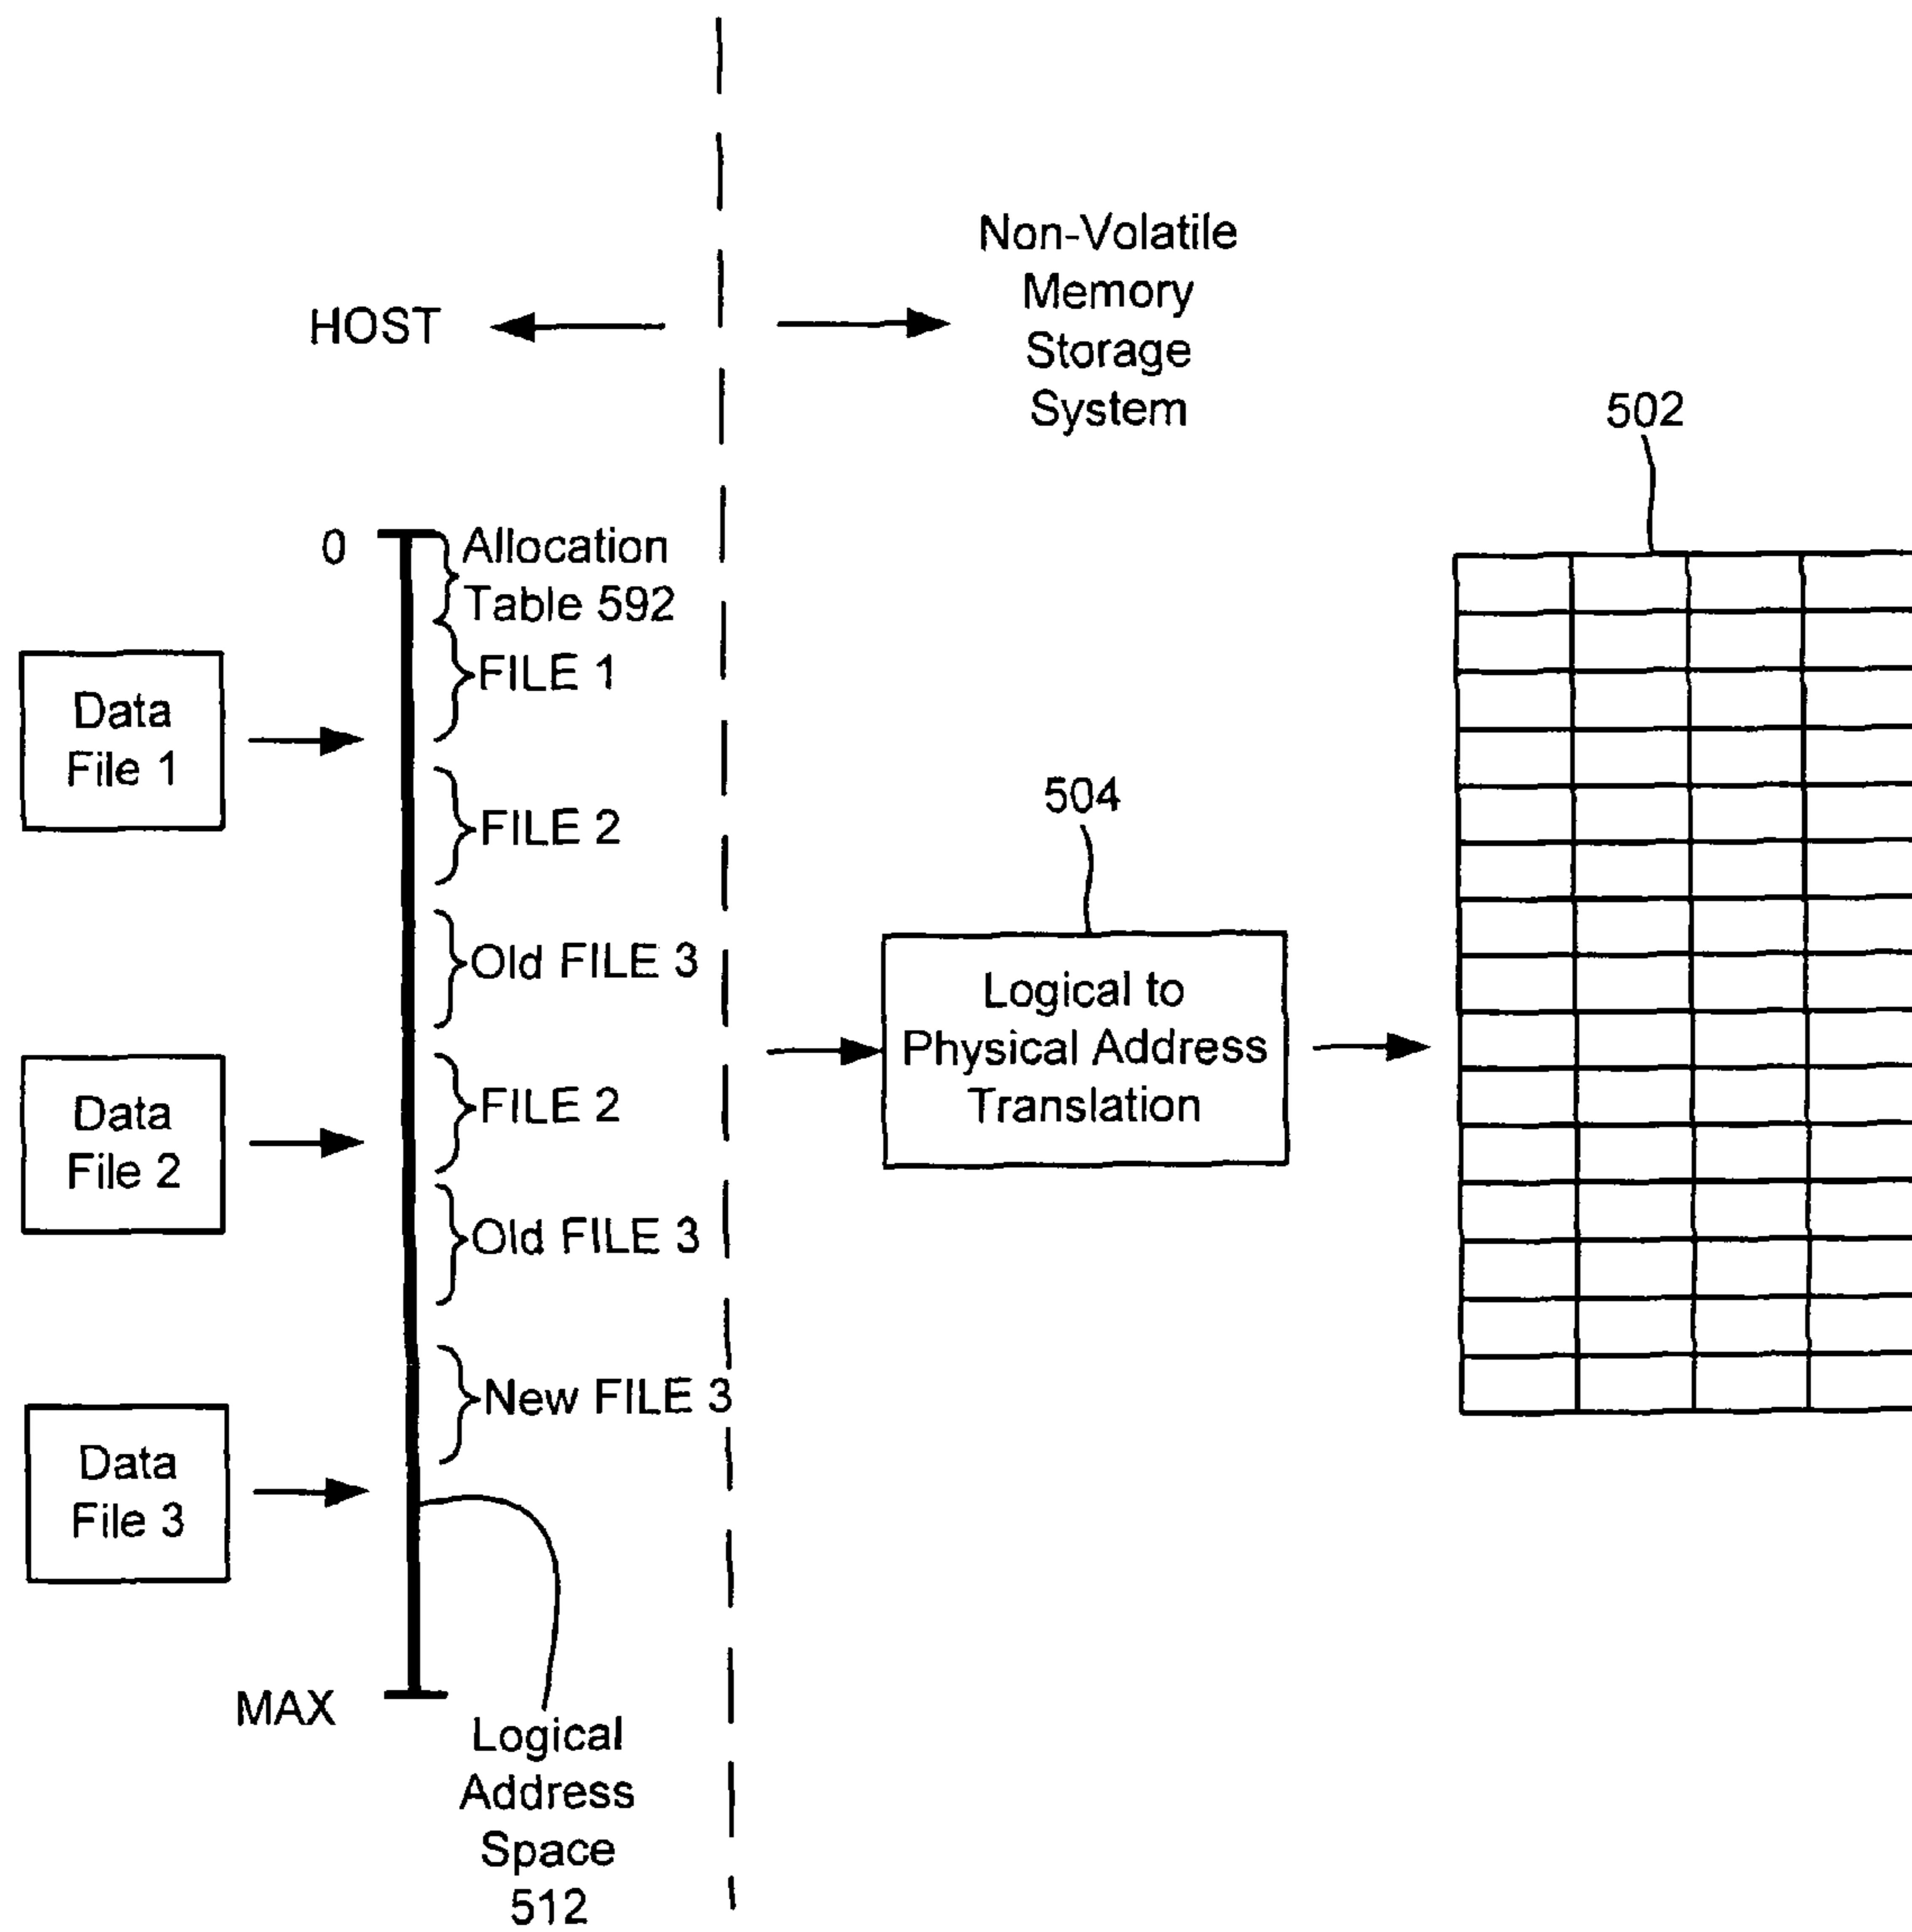 HOST
Non-Volatile
Memory
Storage
System
502
0
Allocation
Table 592
FILE 1
Data
File 1
FILE 2
504
Old FILE 3
Logical to
Physical Address
Translation
FILE 2
Data
File 2
Old FILE 3
New FILE 3
Data
File 3
MAX
Logical
Address
Space
512